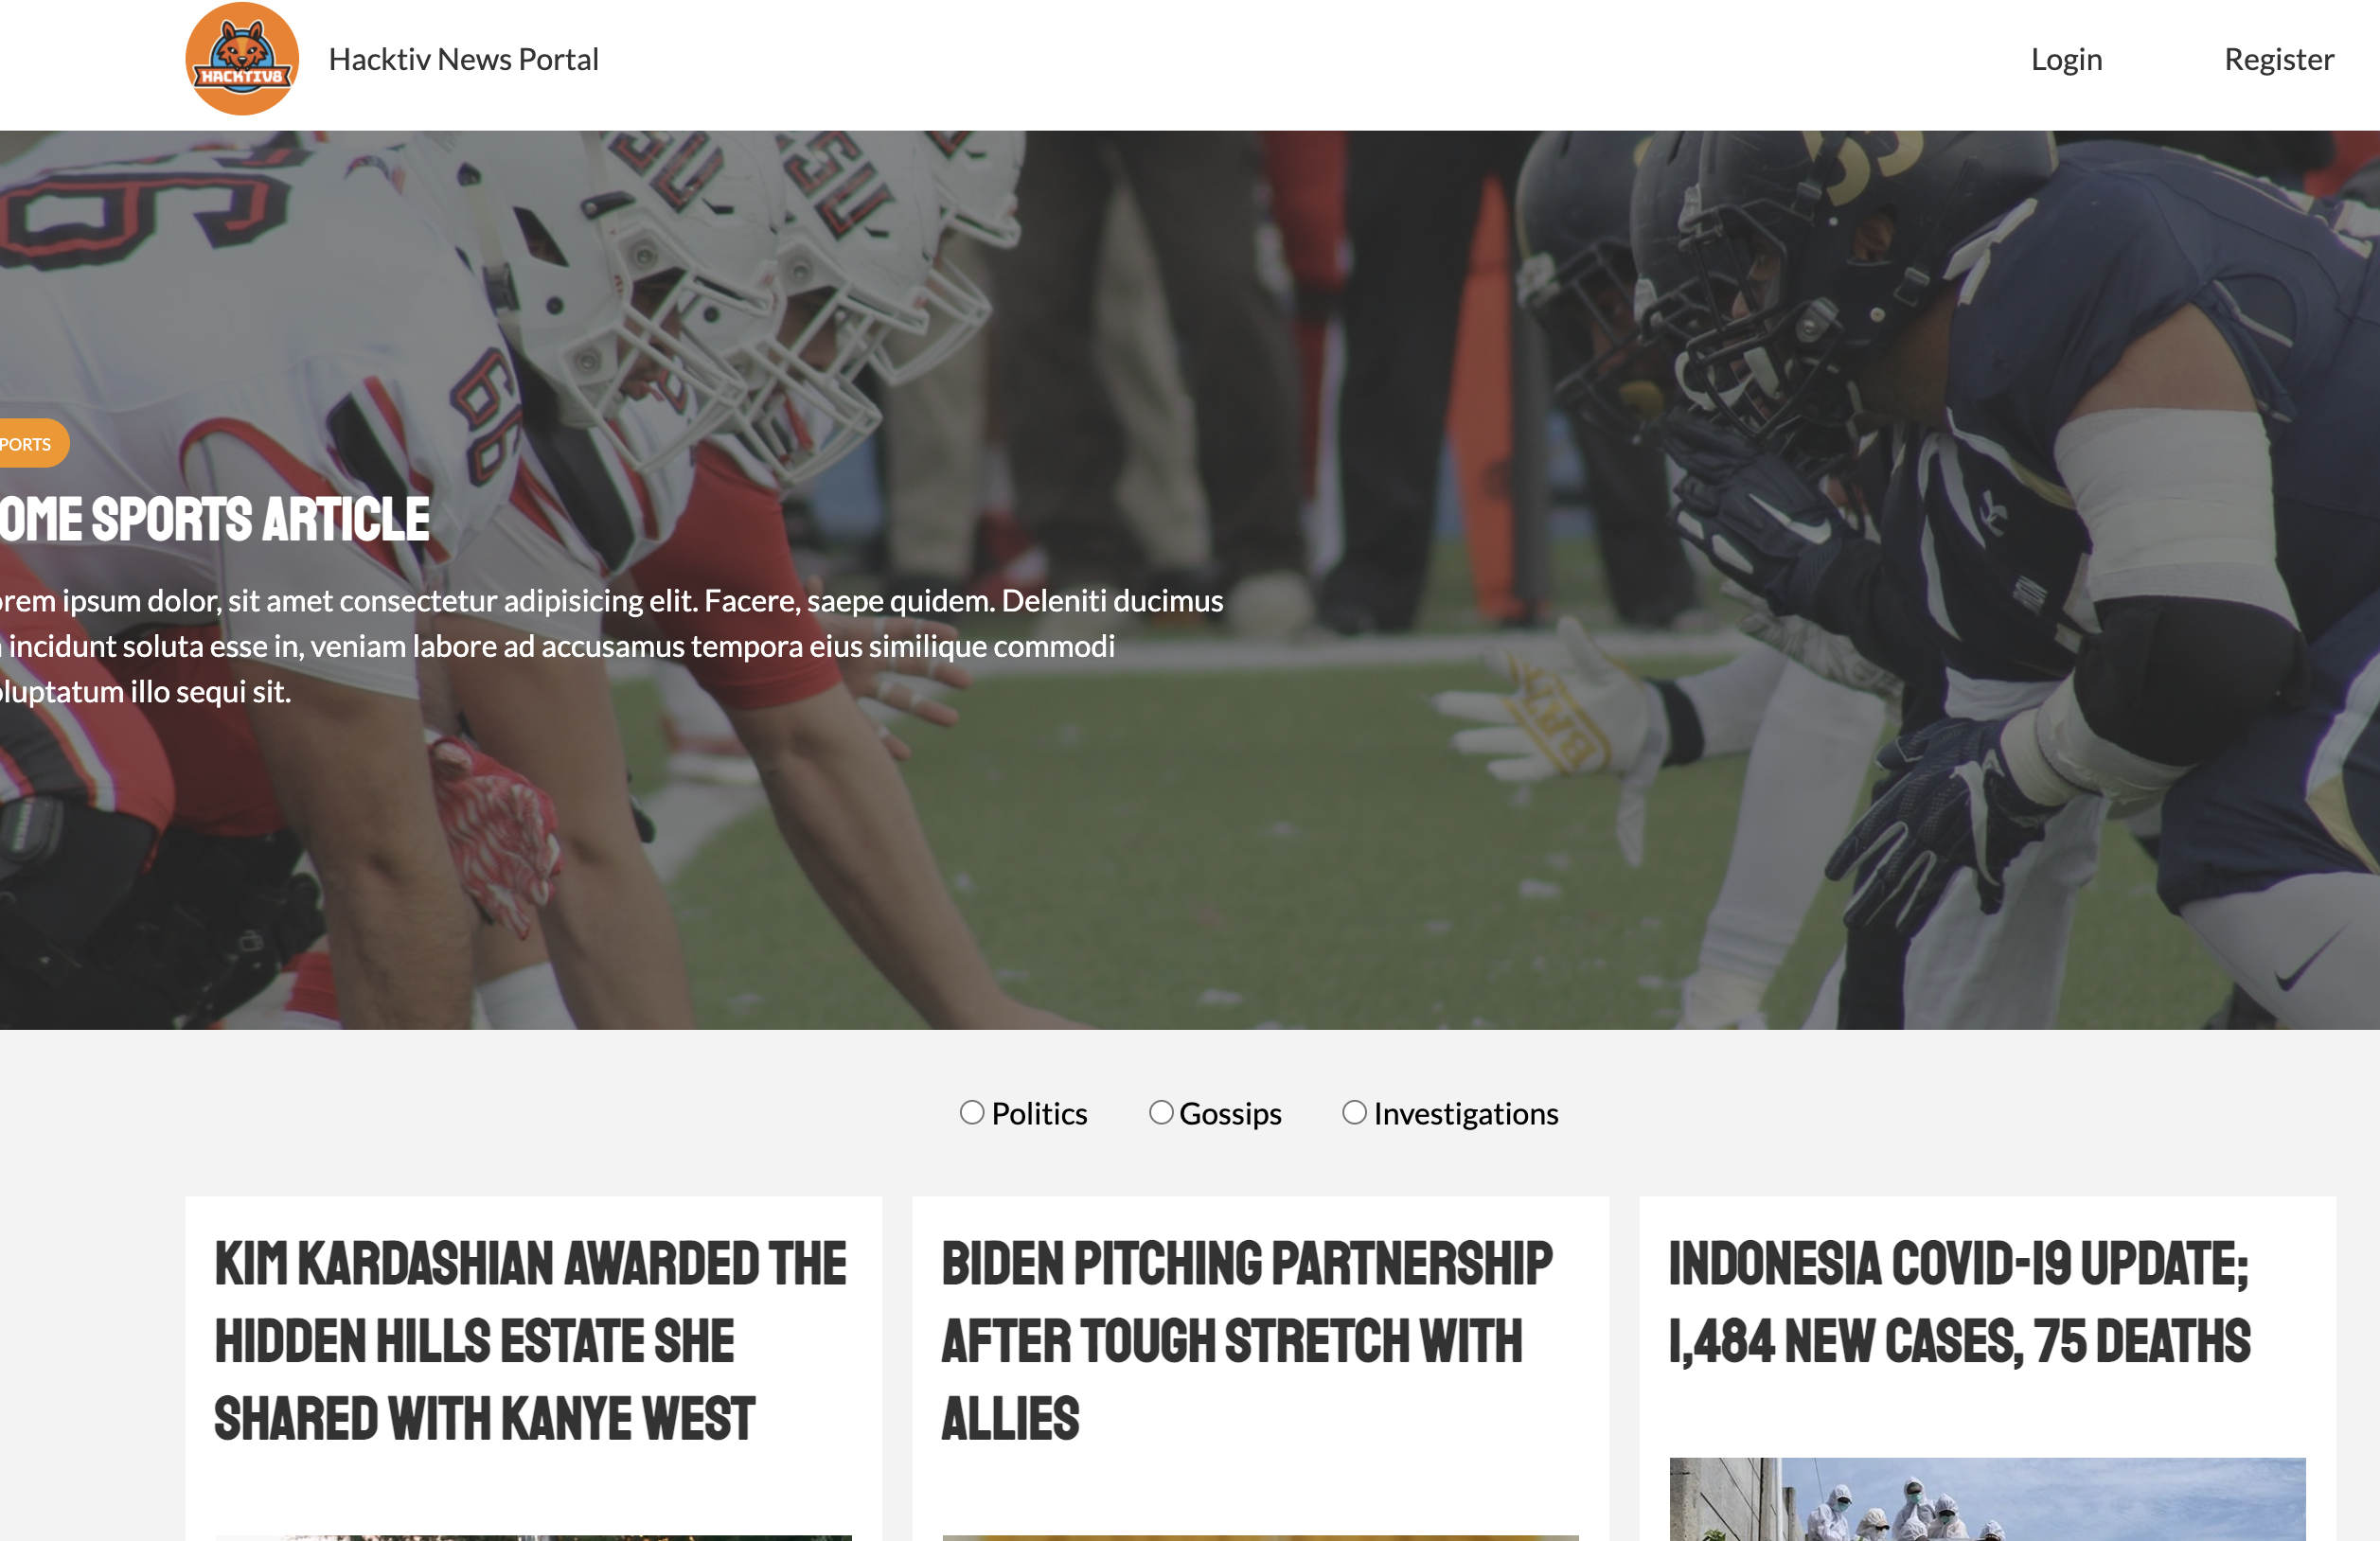 HACKTIV8
Hacktiv News Portal
Login
Register
PORTS
OME SPORTS ARTICLE
orem ipsum dolor, sit amet consectetur adipisicing elit. Facere, saepe quidem. Deleniti ducimus
incidunt soluta esse in, veniam labore ad accusamus tempora eius similique commodi
oluptatum illo sequi sit.
Politics
Gossips
Investigations
KIM KARDASHIAN AWARDED THE
HIDDEN HILLS ESTATE SHE
SHARED WITH KANYE WEST
BIDEN PITCHING PARTNERSHIP
AFTER TOUGH STRETCH WITH
ALLIES
INDONESIA COVID-19 UPDATE;
1,484 NEW CASES, 75 DEATHS